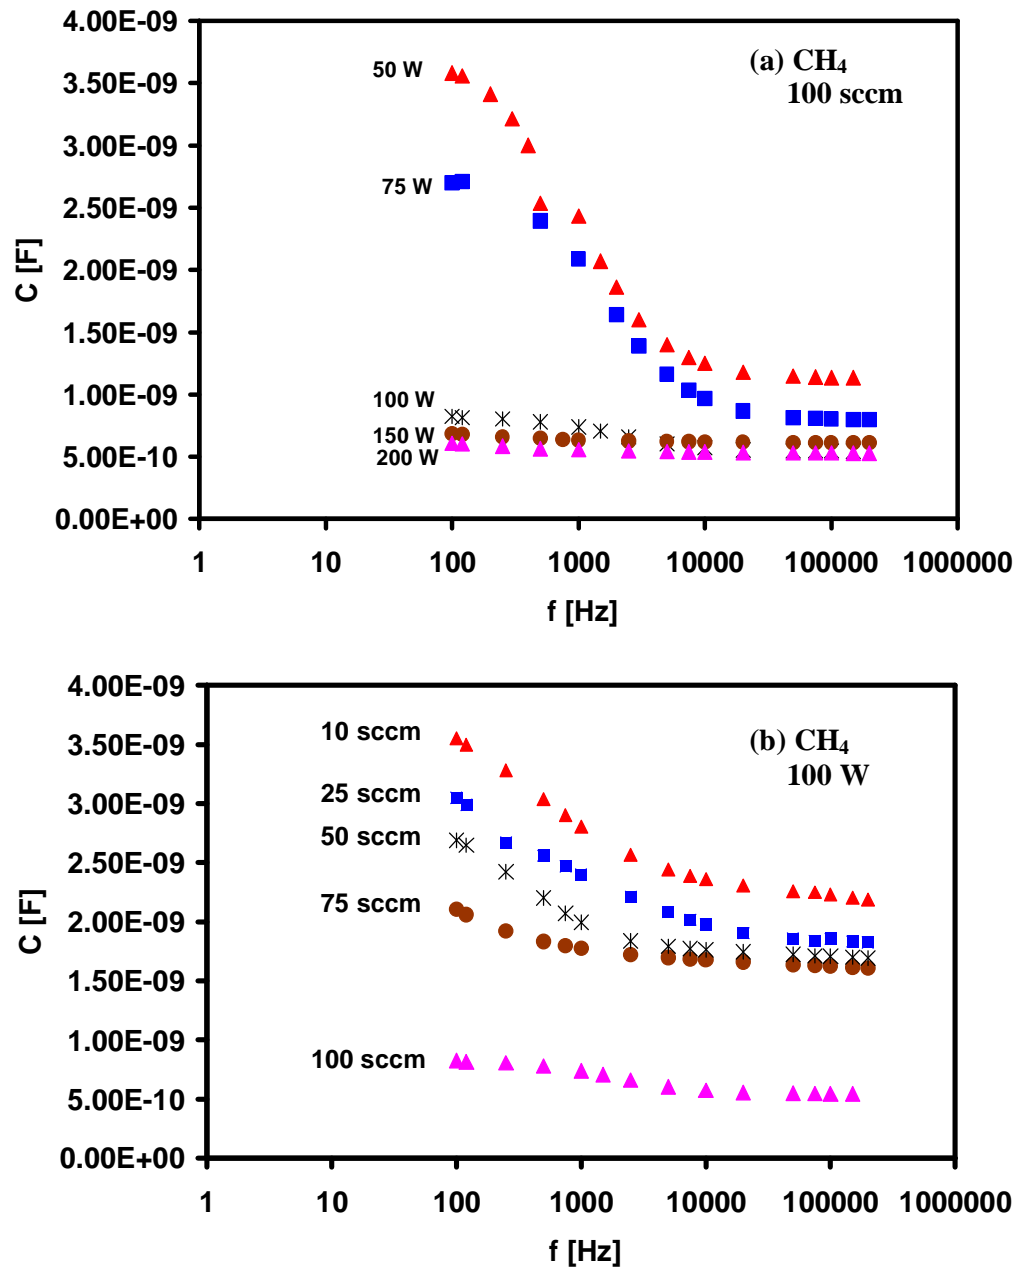 4.00E-09
3.50E-09
3.00E-09
2.50E-09
2.00E-09
1.50E-09
1.00E-09
5.00E-10
0.00E+00
C [F]
50 W
75 W
100 W
150 W
200 W
(a) CH₄
100 sccm
1 10 100 1000 10000 100000 1000000
f [Hz]
4.00E-09
3.50E-09
3.00E-09
2.50E-09
2.00E-09
1.50E-09
1.00E-09
5.00E-10
0.00E+00
C [F]
10 sccm
25 sccm
50 sccm
75 sccm
100 sccm
(b) CH₄
100 W
1 10 100 1000 10000 100000 1000000
f [Hz]